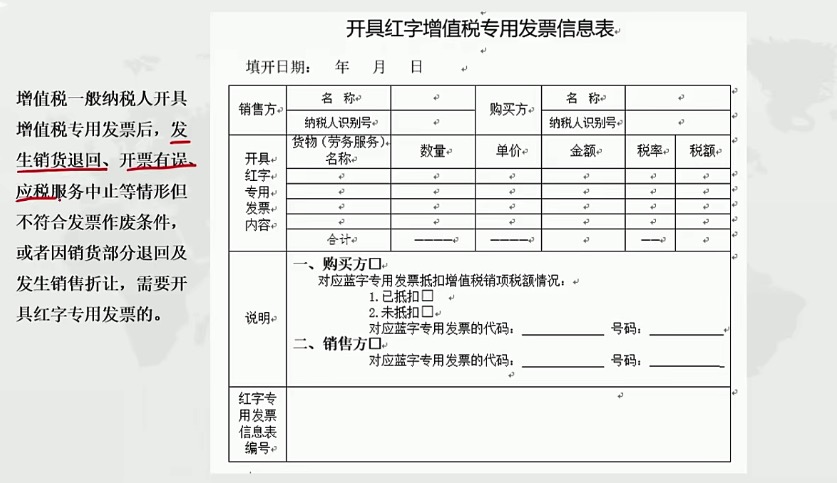 增值税一般纳税人开具
增值税专用发票后，发
生销货退回、开票有误、
应税服务中止等情形但
不符合发票作废条件，
或者因销货部分退回及
发生销售折让，需要开
具红字专用发票的。
开具红字增值税专用发票信息表
填开日期： 年 月 日
销售方 名 称 购买方 名 称
纳税人识别号 纳税人识别号
开具
红字
专用
发票
内容
货物（劳务服务）
名称
数量 单价 金额 税率 税额
合计 ———— ———— ——
说明
一、购买方□
对应蓝字专用发票抵扣增值税销项税额情况：
1.已抵扣□
2.未抵扣□
对应蓝字专用发票的代码：________ 号码：________
二、销售方□
对应蓝字专用发票的代码：________ 号码：________
红字专
用发票
信息表
编号